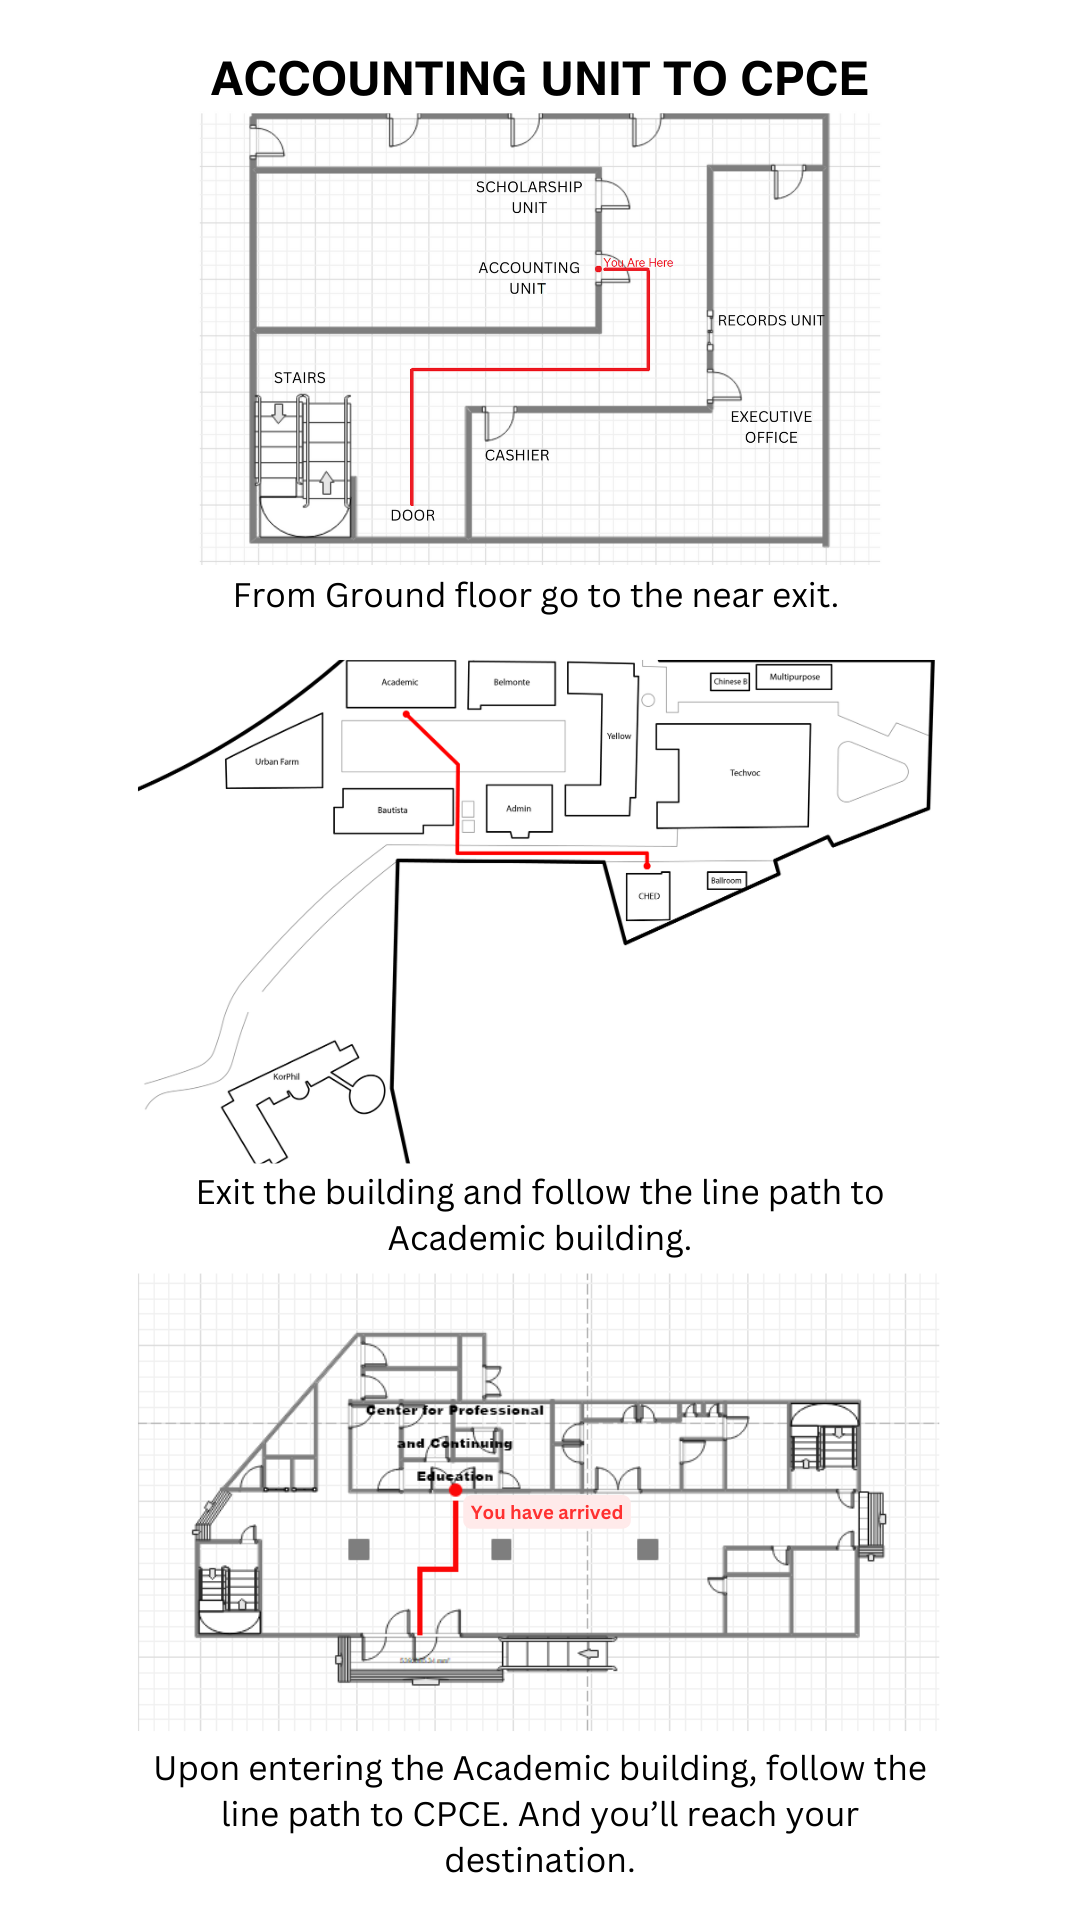 ACCOUNTING UNIT TO CPCE
SCHOLARSHIP
UNIT
You Are Here
ACCOUNTING
UNIT
RECORDS UNIT
STAIRS
EXECUTIVE
OFFICE
CASHIER
DOOR
From Ground floor go to the near exit.
Academic
Belmonte
Chinese B
Multipurpose
Yellow
Urban Farm
Techvoc
Bautista
Admin
Ballroom
CHED
KorPhil
Exit the building and follow the line path to
Academic building.
Center for Professional
and Continuing
Education
You have arrived
Upon entering the Academic building, follow the
line path to CPCE. And you’ll reach your
destination.